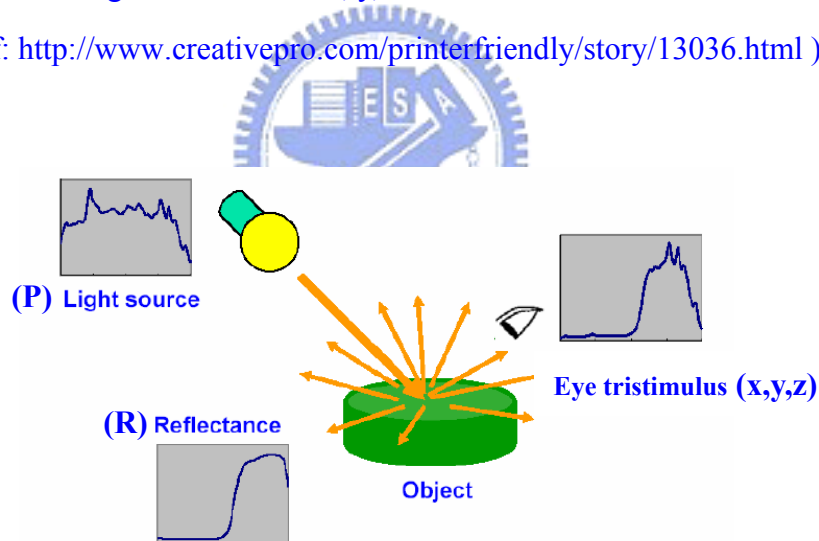 f: http://www.creativepro.com/printerfriendly/story/13036.html )
E S A
(P) Light source
Eye tristimulus (x,y,z)
(R) Reflectance
Object